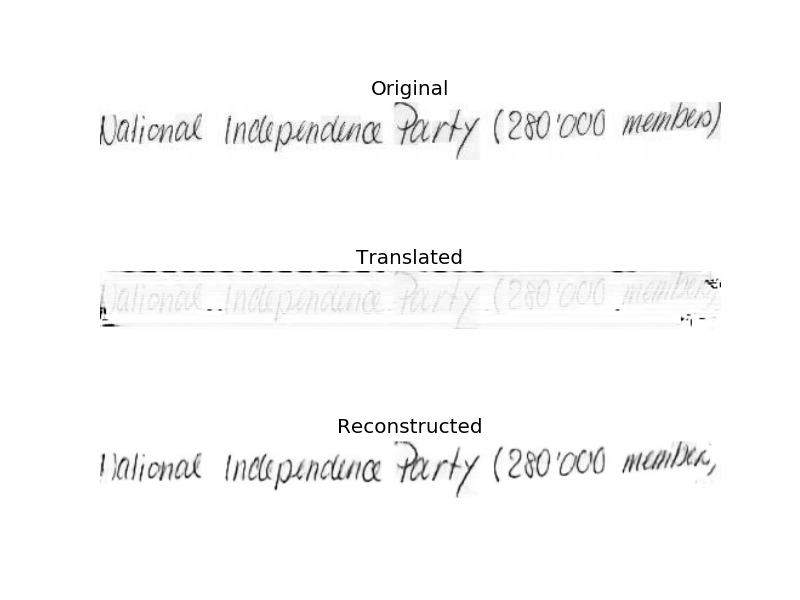 Original
National Independence Party (280'000 members)
Translated
National Independence Party (280'000 members)
Reconstructed
National Independence Party (280'000 member,